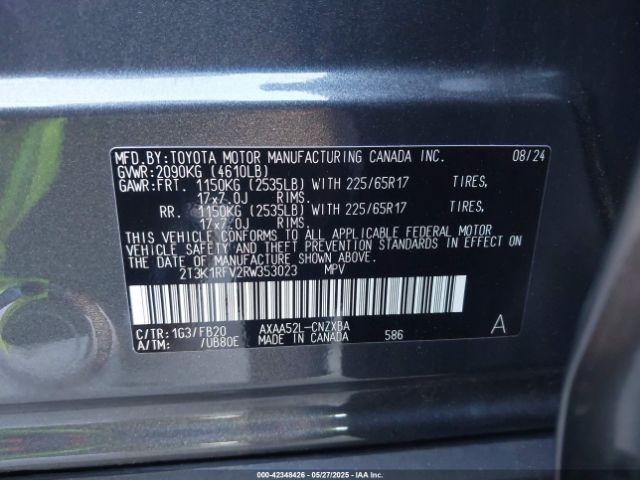 MFD.BY:TOYOTA MOTOR MANUFACTURING CANADA INC. 08/24
GVWR:2090KG (4610LB)
GAWR:FRT. 1150KG (2535LB) WITH 225/65R17 TIRES,
17x7.0J RIMS.
RR. 1150KG (2535LB) WITH 225/65R17 TIRES,
17x7.0J RIMS.
THIS VEHICLE CONFORMS TO ALL APPLICABLE FEDERAL MOTOR
VEHICLE SAFETY AND THEFT PREVENTION STANDARDS IN EFFECT ON
THE DATE OF MANUFACTURE SHOWN ABOVE.
2T3K1RFV2RW353023 MPV
C/TR: 1G3/FB20 AXAA52L-CNZXBA A
A/TM: /UB80E MADE IN CANADA 586
©IAA - 42348426 - 05/27/2025 - ©IAA